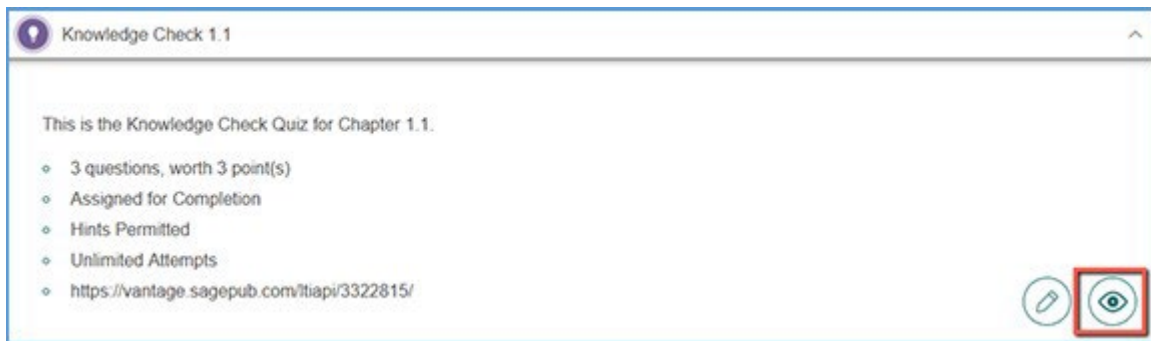 Knowledge Check 1.1
This is the Knowledge Check Quiz for Chapter 1.1.
3 questions, worth 3 point(s)
Assigned for Completion
Hints Permitted
Unlimited Attempts
https://vantage.sagepub.com/ltiapi/3322815/